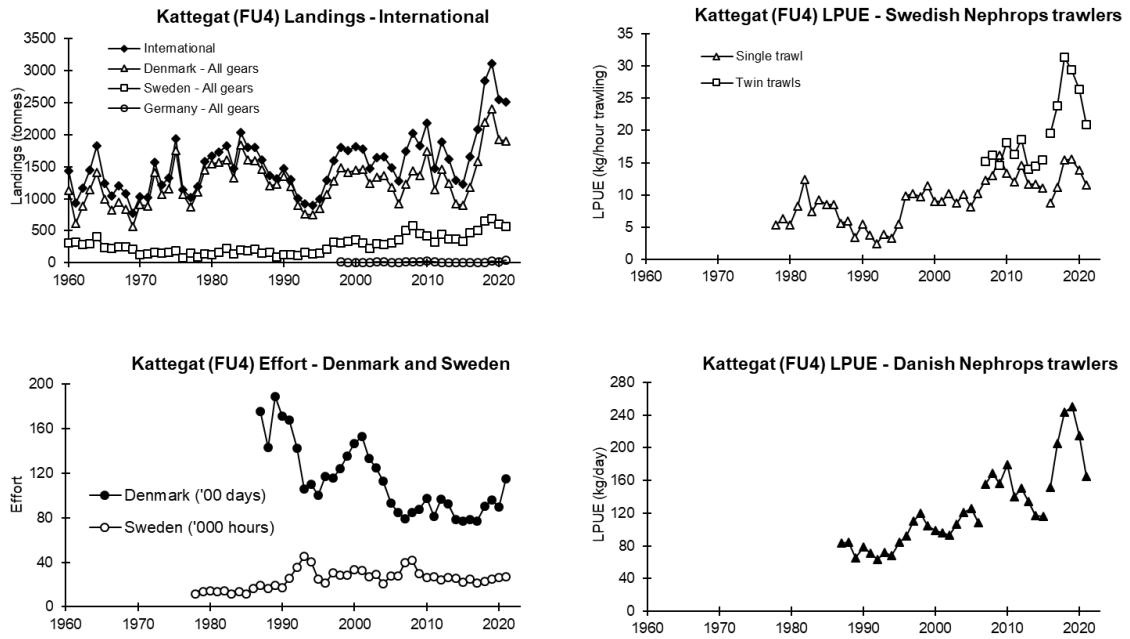 Kattegat (FU4) Landings - International
Landings (tonnes)
3500
3000
2500
2000
1500
1000
500
0
International
Denmark - All gears
Sweden - All gears
Germany - All gears
1960 1970 1980 1990 2000 2010 2020
Kattegat (FU4) LPUE - Swedish Nephrops trawlers
LPUE (kg/hour trawling)
35
30
25
20
15
10
5
0
Single trawl
Twin trawls
1960 1970 1980 1990 2000 2010 2020
Kattegat (FU4) Effort - Denmark and Sweden
Effort
200
160
120
80
40
0
Denmark ('00 days)
Sweden ('000 hours)
1960 1970 1980 1990 2000 2010 2020
Kattegat (FU4) LPUE - Danish Nephrops trawlers
LPUE (kg/day)
280
240
200
160
120
80
40
0
1960 1970 1980 1990 2000 2010 2020